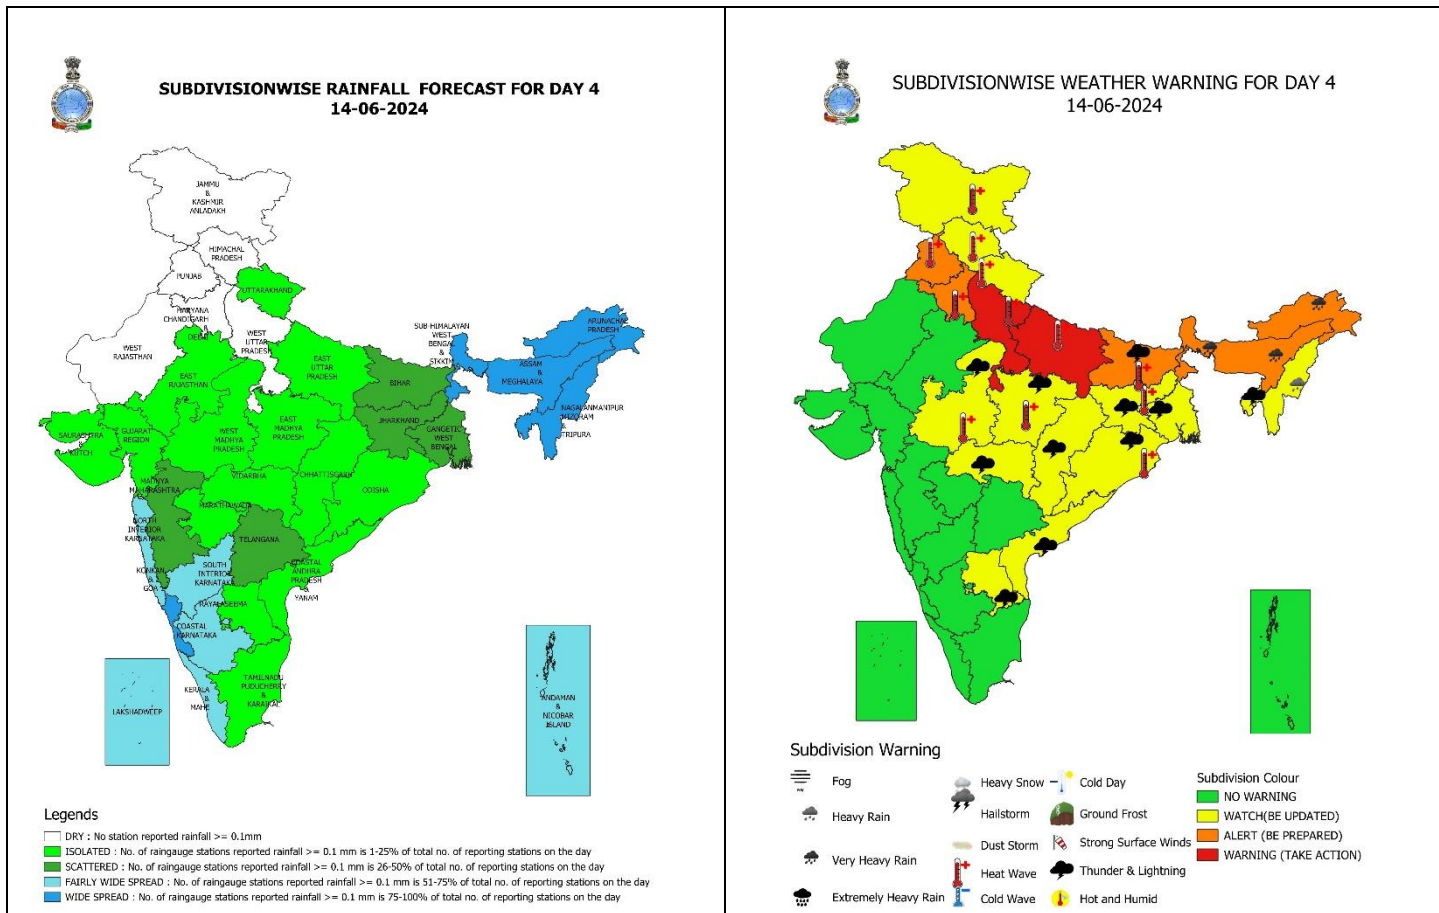 SUBDIVISIONWISE RAINFALL FORECAST FOR DAY 4
14-06-2024
JAMMU
&
KASHMIR
ANLADAKH
HIMACHAL
PRADESH
PUNJAB
UTTARAKHAND
HARYANA
CHANDIGARH
&
DELHI
WEST
UTTAR
PRADESH
WEST
RAJASTHAN
EAST
RAJASTHAN
EAST
UTTAR
PRADESH
SUB-HIMALAYAN
WEST
BENGAL
&
SIKKIM
ARUNACHAL
PRADESH
ASSAM
&
MEGHALAYA
NAGALANMANIPUR
MIZORAM
&
TRIPURA
BIHAR
JHARKHAND
GANGETIC
WEST
BENGAL
SAURASHTRA
&
KUTCH
GUJARAT
REGION
WEST
MADHYA
PRADESH
EAST
MADHYA
PRADESH
VIDARBHA
CHHATTISGARH
ODISHA
MADHYA
MAHARASHTRA
MARATHAWADA
NORTH
INTERIOR
KARNATAKA
TELANGANA
KONKAN
&
GOA
SOUTH
INTERIOR
KARNATAKA
COASTAL
ANDHRA
PRADESH
&
YANAM
RAYALASEEMA
COASTAL
KARNATAKA
TAMILNADU
PUDUCHERRY
&
KARAIKAL
KERALA
&
MAHE
LAKSHADWEEP
ANDAMAN
&
NICOBAR
ISLAND
Legends
DRY : No station reported rainfall >= 0.1mm
ISOLATED : No. of raingauge stations reported rainfall >= 0.1 mm is 1-25% of total no. of reporting stations on the day
SCATTERED : No. of raingauge stations reported rainfall >= 0.1 mm is 26-50% of total no. of reporting stations on the day
FAIRLY WIDE SPREAD : No. of raingauge stations reported rainfall >= 0.1 mm is 51-75% of total no. of reporting stations on the day
WIDE SPREAD : No. of raingauge stations reported rainfall >= 0.1 mm is 75-100% of total no. of reporting stations on the day
SUBDIVISIONWISE WEATHER WARNING FOR DAY 4
14-06-2024
Subdivision Warning
Fog
Heavy Rain
Very Heavy Rain
Extremely Heavy Rain
Heavy Snow
Hailstorm
Dust Storm
Heat Wave
Cold Wave
Cold Day
Ground Frost
Strong Surface Winds
Thunder & Lightning
Hot and Humid
Subdivision Colour
NO WARNING
WATCH(BE UPDATED)
ALERT (BE PREPARED)
WARNING (TAKE ACTION)